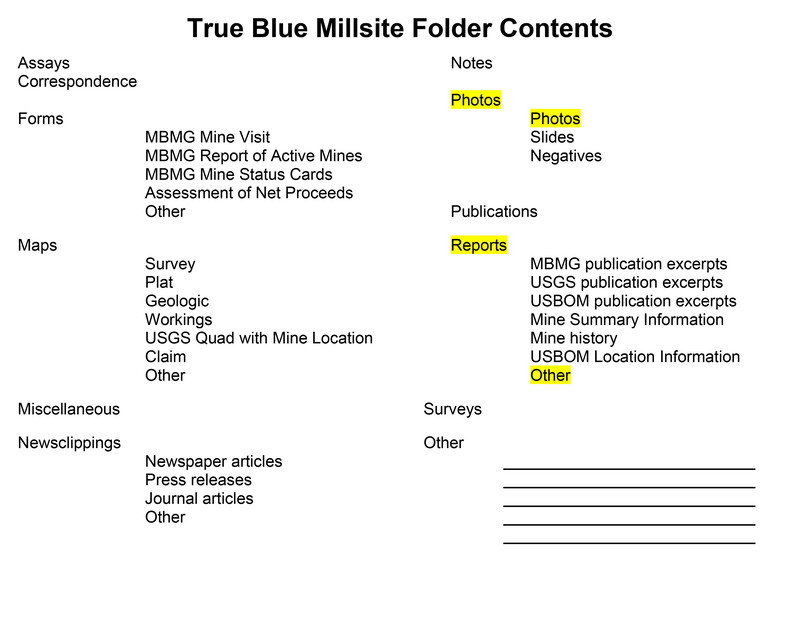 True Blue Millsite Folder Contents
Assays
Correspondence
Forms
MBMG Mine Visit
MBMG Report of Active Mines
MBMG Mine Status Cards
Assessment of Net Proceeds
Other
Maps
Survey
Plat
Geologic
Workings
USGS Quad with Mine Location
Claim
Other
Miscellaneous
Newsclippings
Newspaper articles
Press releases
Journal articles
Other
Notes
Photos
Photos
Slides
Negatives
Publications
Reports
MBMG publication excerpts
USGS publication excerpts
USBOM publication excerpts
Mine Summary Information
Mine history
USBOM Location Information
Other
Surveys
Other